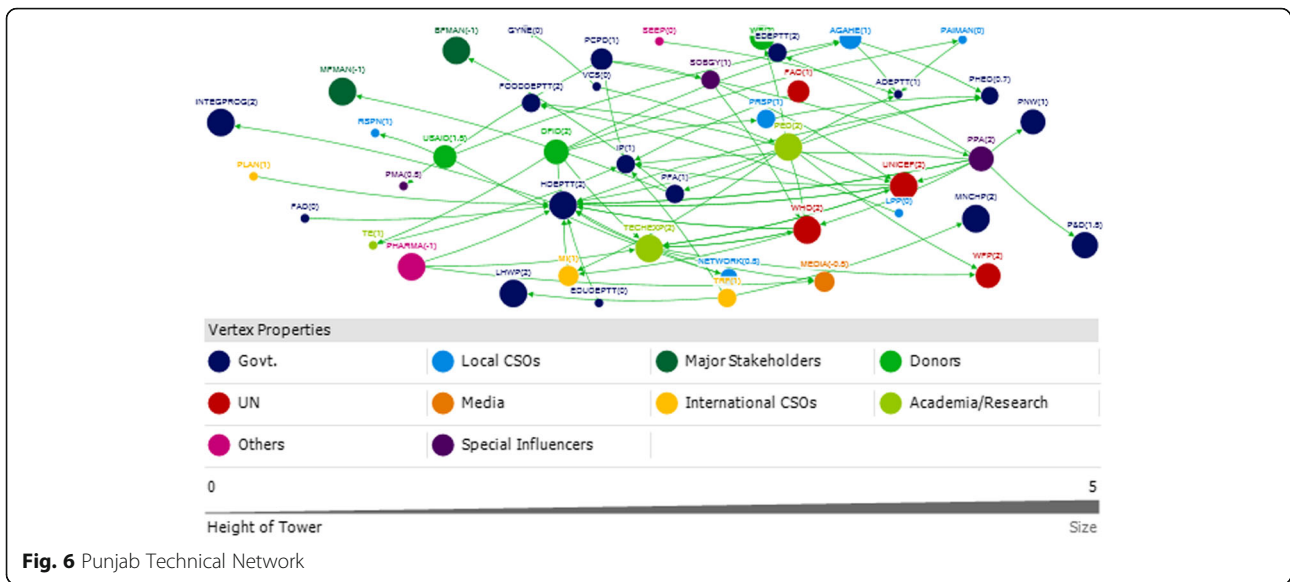 BFMAN(-1)
GYNE(0)
PCPD(1)
SEEP(0)
EDEPTT(2)
AGAHE(1)
PAIMAN(0)
MFMAN(-1)
FOODDEPTT(2)
VCS(0)
SOBGY(1)
FAO(1)
ADEPTT(1)
PHED(0.7)
INTEGPROG(2)
RSPN(1)
USAID(1.5)
DFID(2)
PRSP(1)
PED(2)
PNW(1)
PLAN(1)
PMA(0.5)
IP(1)
PFA(1)
UNICEF(2)
PPA(2)
FAD(0)
HDEPTT(2)
LPP(0)
MNCHP(2)
TE(1)
PHARMA(-1)
TECHEXP(2)
WHO(2)
P&D(1.5)
LHWP(2)
MI(1)
EDUDEPTT(0)
NETWORK(0.5)
TRF(1)
MEDIA(-0.5)
WFP(2)
Vertex Properties
Govt.
Local CSOs
Major Stakeholders
Donors
UN
Media
International CSOs
Academia/Research
Others
Special Influencers
0
5
Height of Tower
Size
Fig. 6 Punjab Technical Network